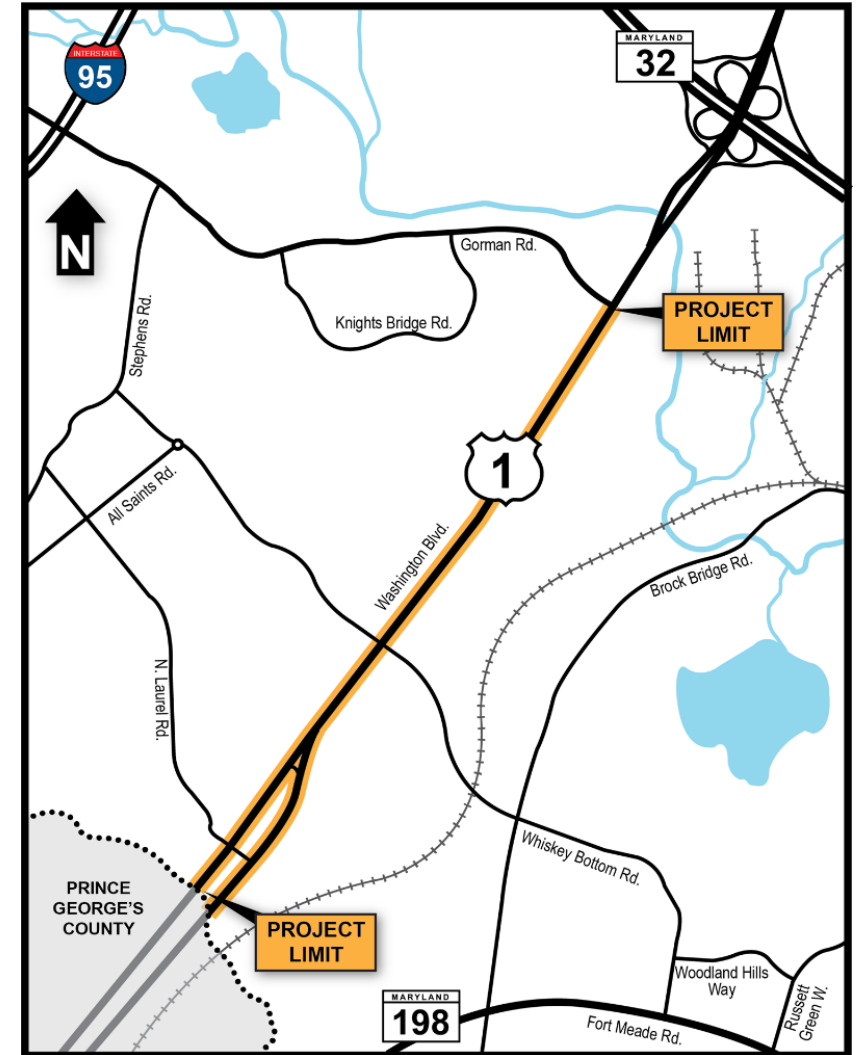 INTERSTATE
95
MARYLAND
32
N
Gorman Rd.
PROJECT
LIMIT
Knights Bridge Rd.
Stephens Rd.
1
All Saints Rd.
Washington Blvd.
Brock Bridge Rd.
N. Laurel Rd.
Whiskey Bottom Rd.
PRINCE
GEORGE'S
COUNTY
PROJECT
LIMIT
Woodland Hills
Way
Russett
Green W.
MARYLAND
198
Fort Meade Rd.